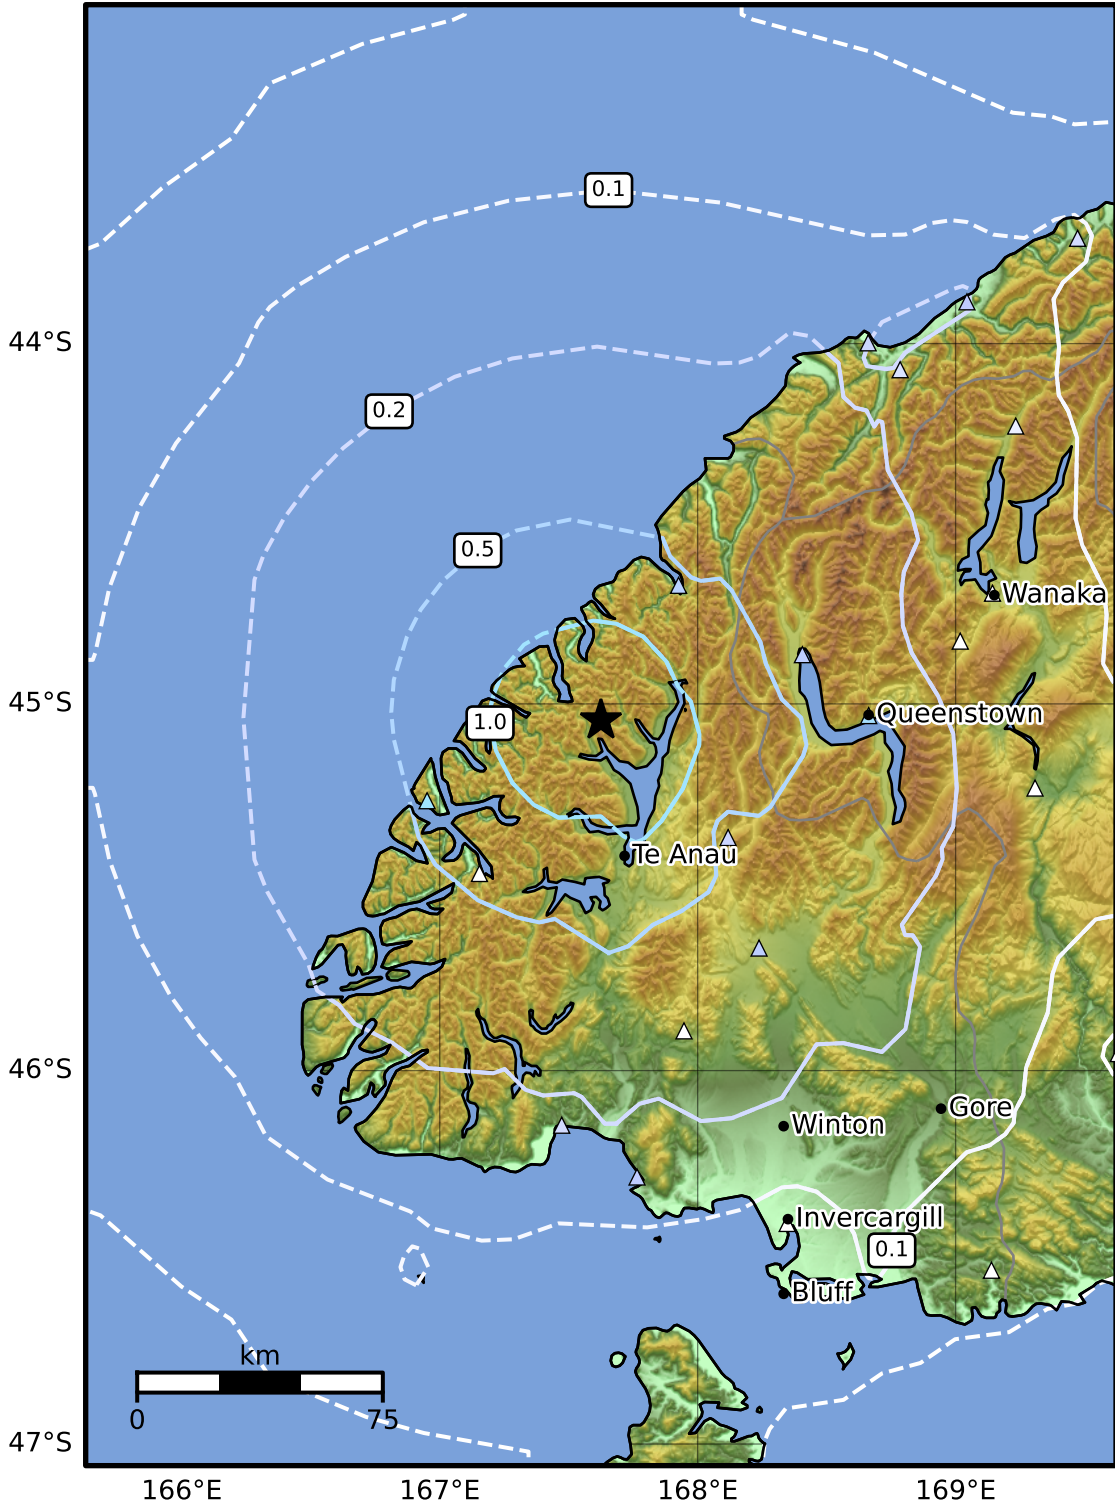 0.1
44°S
0.2
0.5
Wanaka
45°S
Queenstown
1.0
Te Anau
46°S
Gore
Winton
Invercargill
0.1
Bluff
km
0 75
47°S
166°E 167°E 168°E 169°E